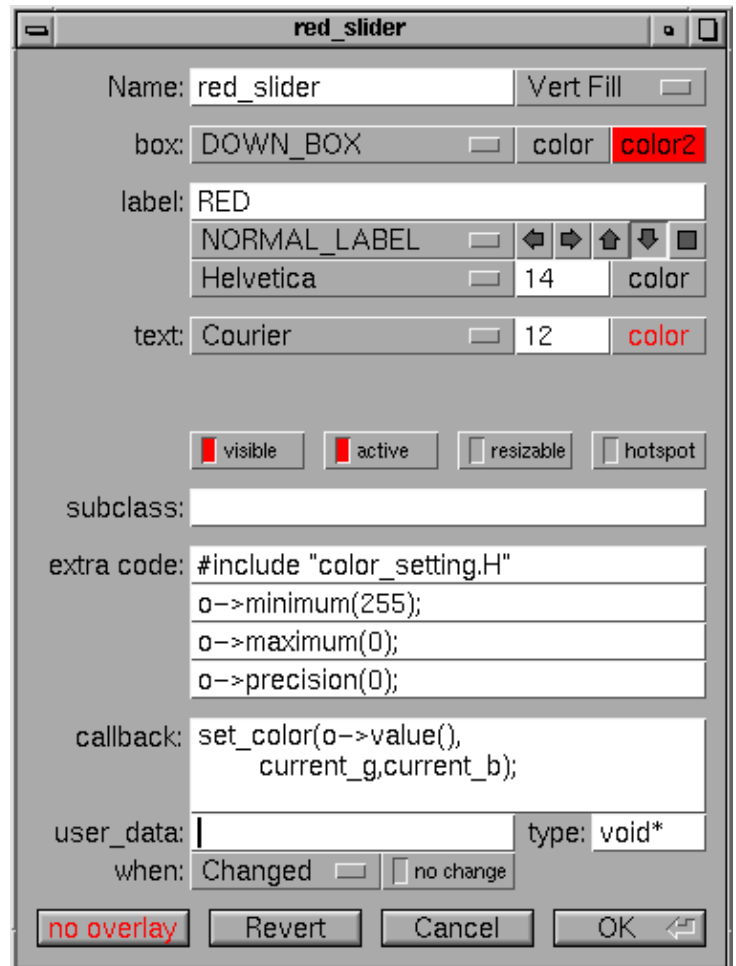 red_slider
Name: red_slider Vert Fill
box: DOWN_BOX color color2
label: RED
NORMAL_LABEL
Helvetica 14 color
text: Courier 12 color
visible active resizable hotspot
subclass:
extra code: #include "color_setting.H"
o->minimum(255);
o->maximum(0);
o->precision(0);
callback: set_color(o->value(),
current_g,current_b);
user_data: type: void*
when: Changed no change
no overlay Revert Cancel OK